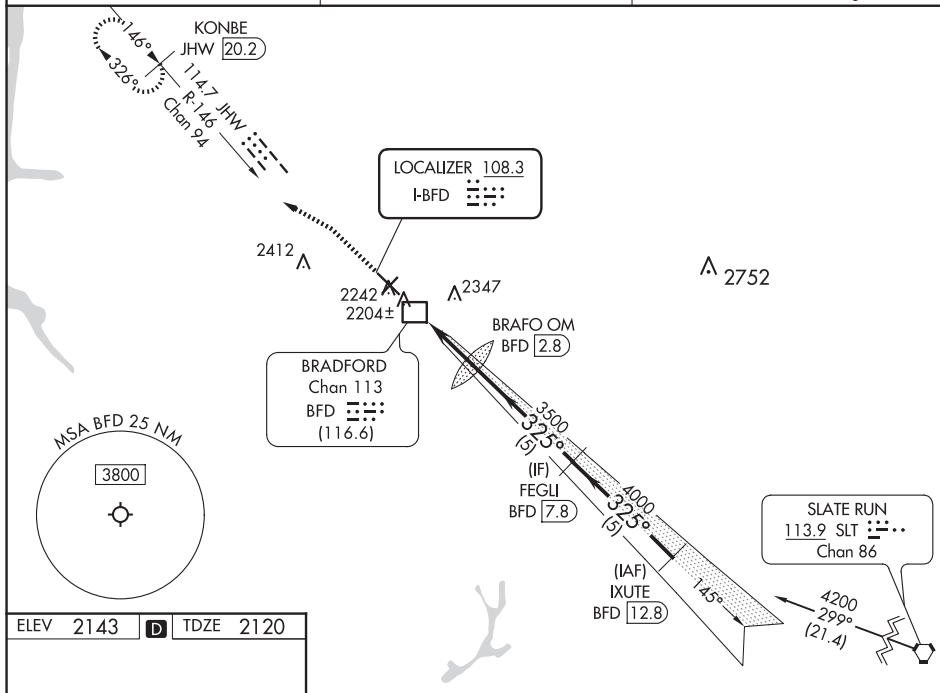 KONBE
JHW 20.2
146°
326°
114.7 JHW
R-146
Chan 94
LOCALIZER 108.3
I-BFD
2412
2242
2204±
2347
2752
BRAFO OM
BFD 2.8
BRADFORD
Chan 113
BFD
(116.6)
MSA BFD 25 NM
3800
3500
325°
(5)
(IF)
FEGLI
BFD 7.8
4000
325°
(5)
(IAF)
IXUTE
BFD 12.8
145°
SLATE RUN
113.9 SLT
Chan 86
4200
299°
(21.4)
ELEV 2143 D TDZE 2120